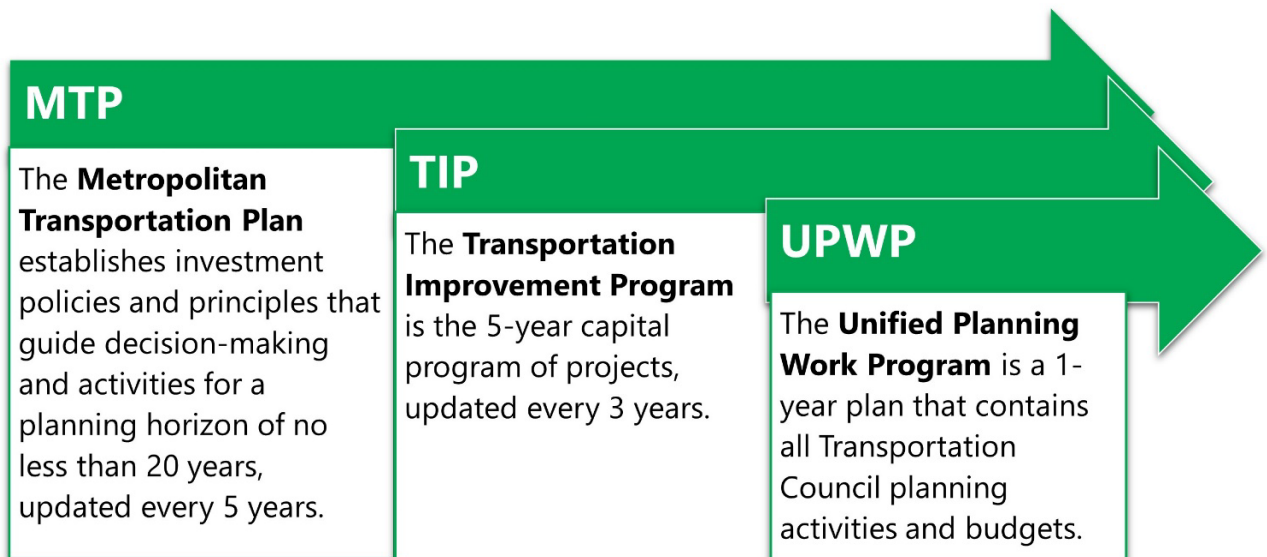 MTP
The Metropolitan
Transportation Plan
establishes investment
policies and principles that
guide decision-making
and activities for a
planning horizon of no
less than 20 years,
updated every 5 years.
TIP
The Transportation
Improvement Program
is the 5-year capital
program of projects,
updated every 3 years.
UPWP
The Unified Planning
Work Program is a 1-
year plan that contains
all Transportation
Council planning
activities and budgets.